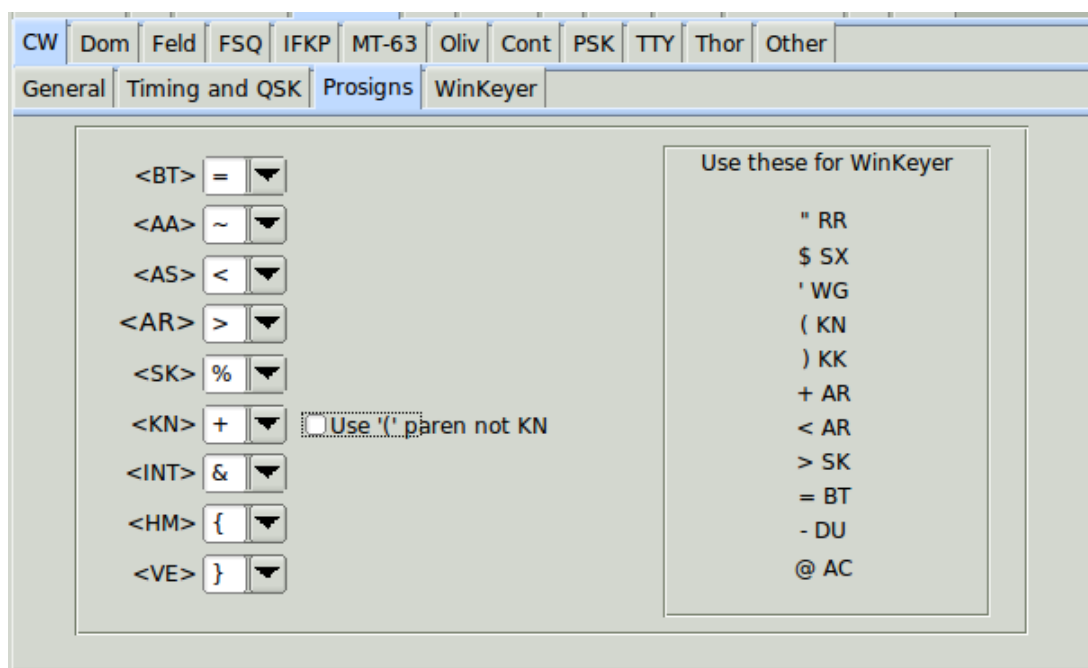 CW Dom Feld FSQ IFKP MT-63 Oliv Cont PSK TTY Thor Other
General Timing and QSK Prosigns WinKeyer
<BT> =
<AA> ~
<AS> <
<AR> >
<SK> %
<KN> + Use '(' paren not KN
<INT> &
<HM> {
<VE> }
Use these for WinKeyer
" RR
$ SX
' WG
( KN
) KK
+ AR
< AR
> SK
= BT
- DU
@ AC